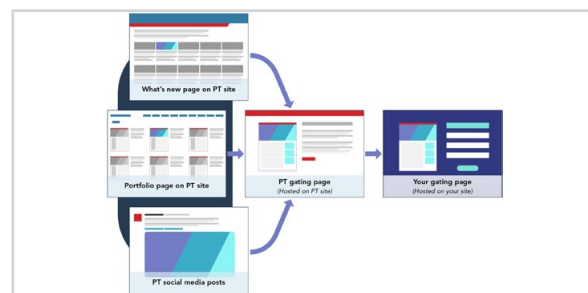 What's new page on PT site
Portfolio page on PT site
PT gating page
(Hosted on PT site)
Your gating page
(Hosted on your site)
PT social media posts